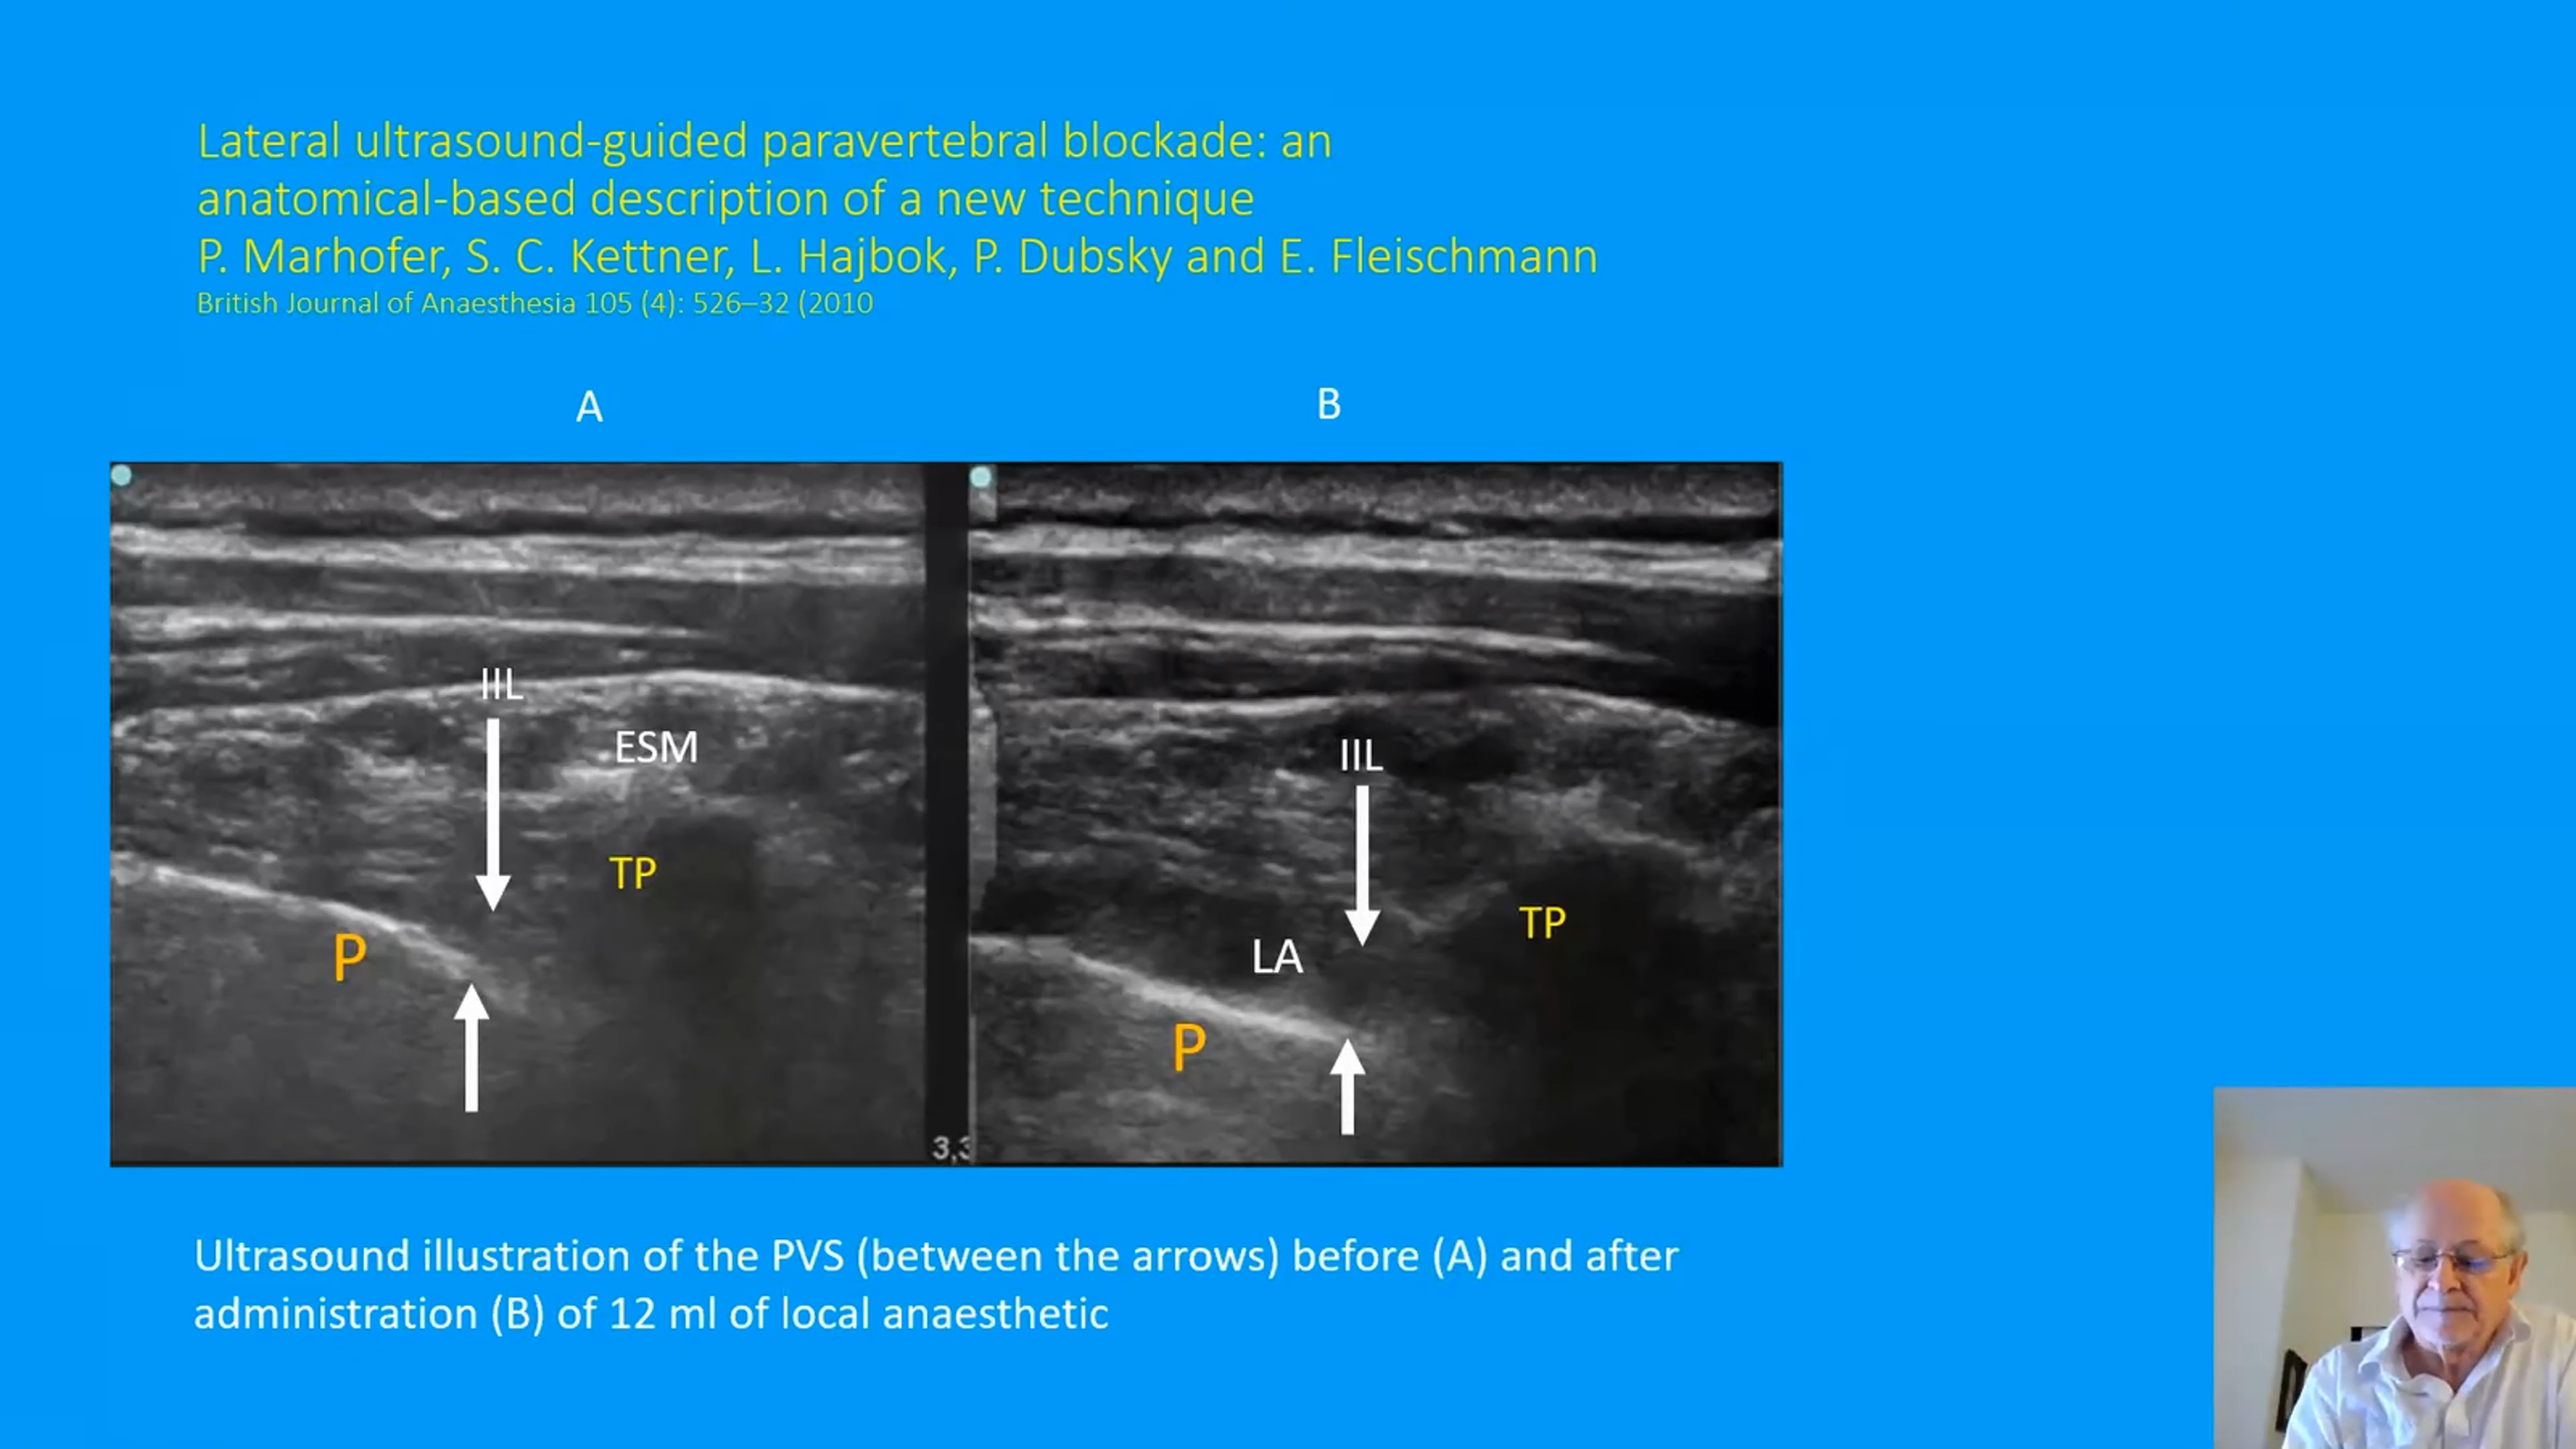 Lateral ultrasound-guided paravertebral blockade: an
anatomical-based description of a new technique
P. Marhofer, S. C. Kettner, L. Hajbok, P. Dubsky and E. Fleischmann
British Journal of Anaesthesia 105 (4): 526–32 (2010
A
B
IIL
ESM
TP
P
IIL
TP
LA
P
3,3
Ultrasound illustration of the PVS (between the arrows) before (A) and after
administration (B) of 12 ml of local anaesthetic